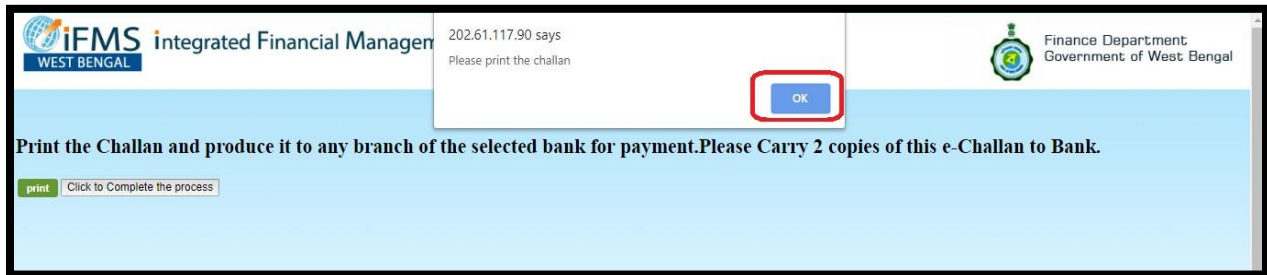 iFMS
WEST BENGAL
integrated Financial Managem
202.61.117.90 says
Please print the challan
OK
Finance Department
Government of West Bengal
Print the Challan and produce it to any branch of the selected bank for payment.Please Carry 2 copies of this e-Challan to Bank.
print Click to Complete the process